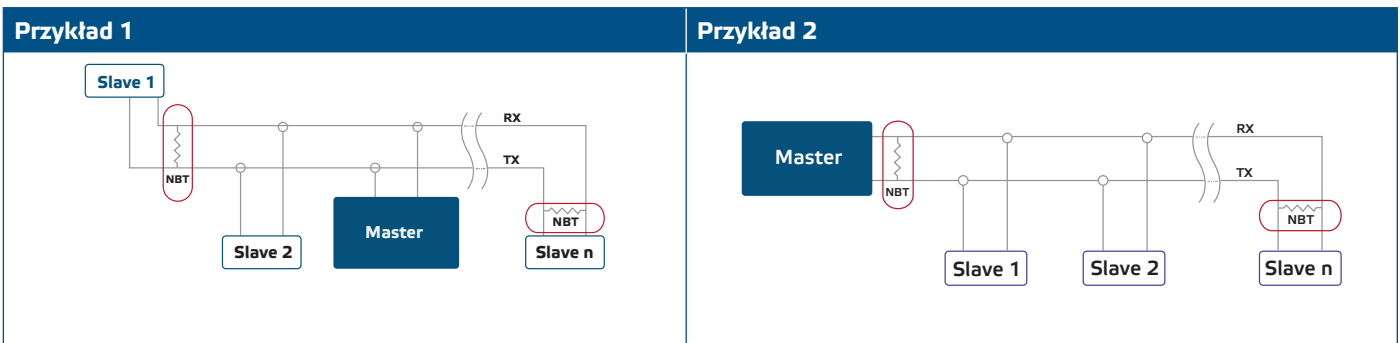 Przykład 1
Slave 1
RX
TX
NBT
Slave 2
Master
NBT
Slave n
Przykład 2
Master
RX
TX
NBT
NBT
Slave 1
Slave 2
Slave n